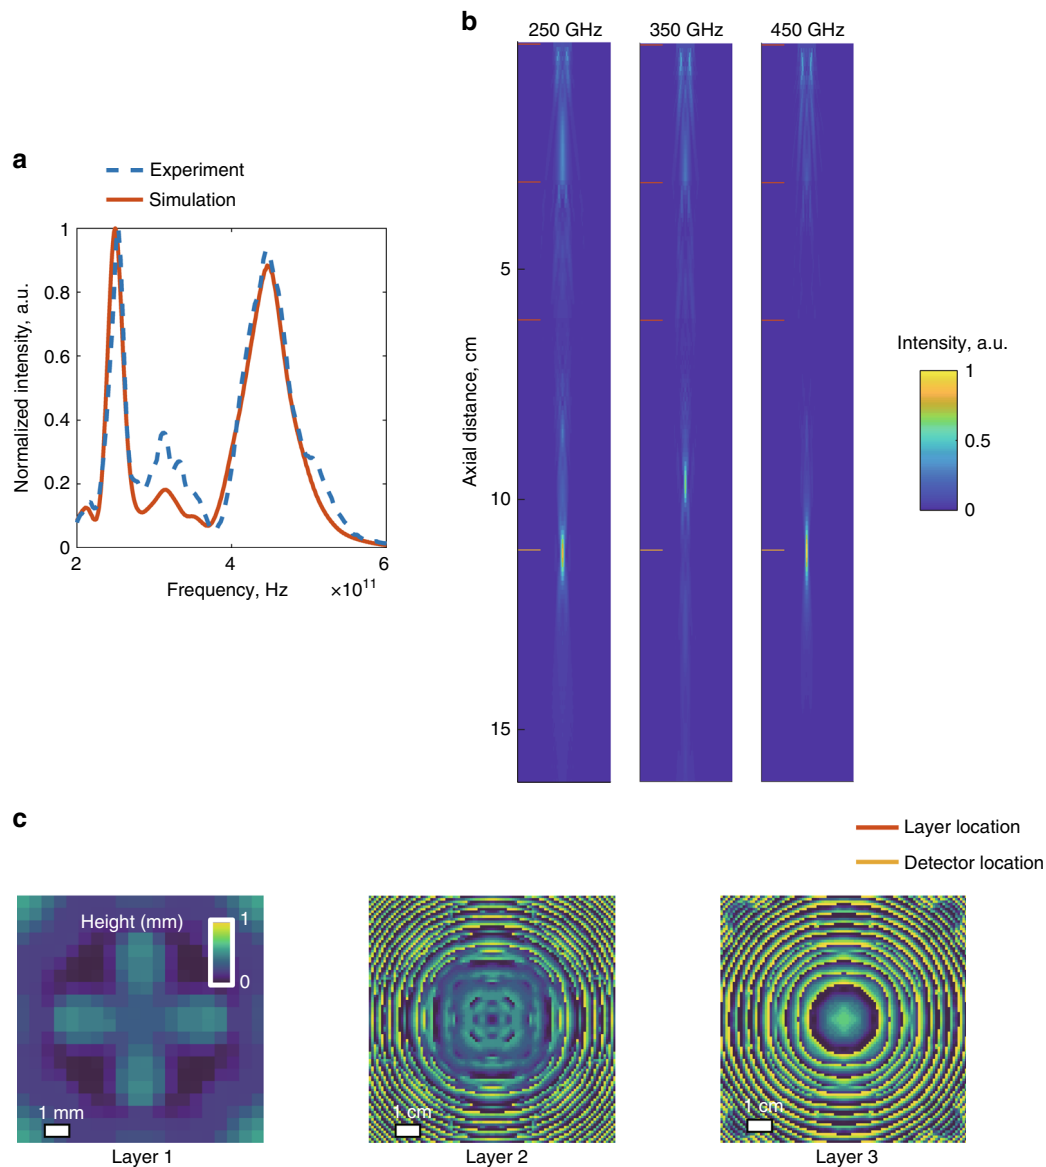 a
Experiment
Simulation
Normalized intensity, a.u.
1
0.8
0.6
0.4
0.2
0
2
4
6
Frequency, Hz
×10¹¹
b
250 GHz
350 GHz
450 GHz
Axial distance, cm
5
10
15
Intensity, a.u.
1
0.5
0
c
Layer location
Detector location
Height (mm)
1
0
1 mm
1 cm
1 cm
Layer 1
Layer 2
Layer 3